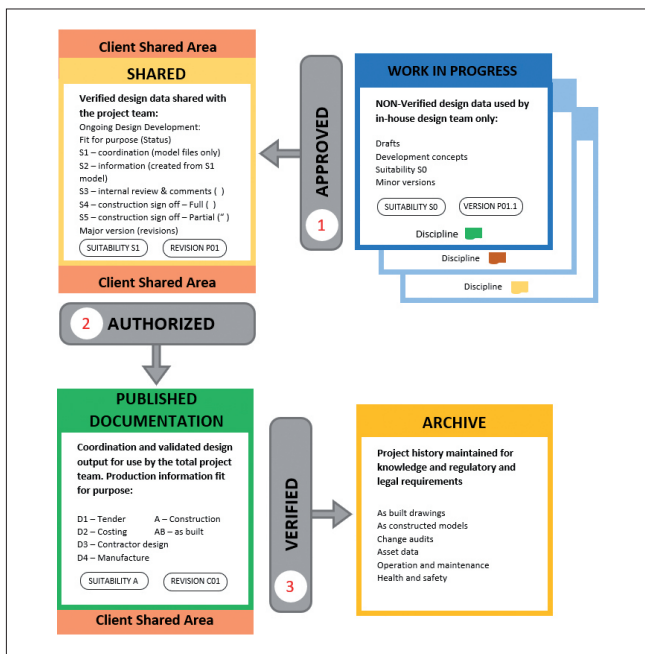 Client Shared Area
SHARED
Verified design data shared with
the project team:
Ongoing Design Development:
Fit for purpose (Status)
S1 – coordination (model files only)
S2 – information (created from S1
model)
S3 – internal review & comments ( )
S4 – construction sign off – Full ( )
S5 – construction sign off – Partial (" )
Major version (revisions)
SUITABILITY S1
REVISION P01
Client Shared Area
APPROVED
1
WORK IN PROGRESS
NON-Verified design data used by
in-house design team only:
Drafts
Development concepts
Suitability S0
Minor versions
SUITABILITY S0
VERSION P01.1
Discipline
Discipline
Discipline
2
AUTHORIZED
PUBLISHED
DOCUMENTATION
Coordination and validated design
output for use by the total project
team. Production information fit
for purpose:
D1 – Tender A – Construction
D2 – Costing AB – as built
D3 – Contractor design
D4 – Manufacture
SUITABILITY A
REVISION C01
Client Shared Area
VERIFIED
3
ARCHIVE
Project history maintained for
knowledge and regulatory and
legal requirements
As built drawings
As constructed models
Change audits
Asset data
Operation and maintenance
Health and safety